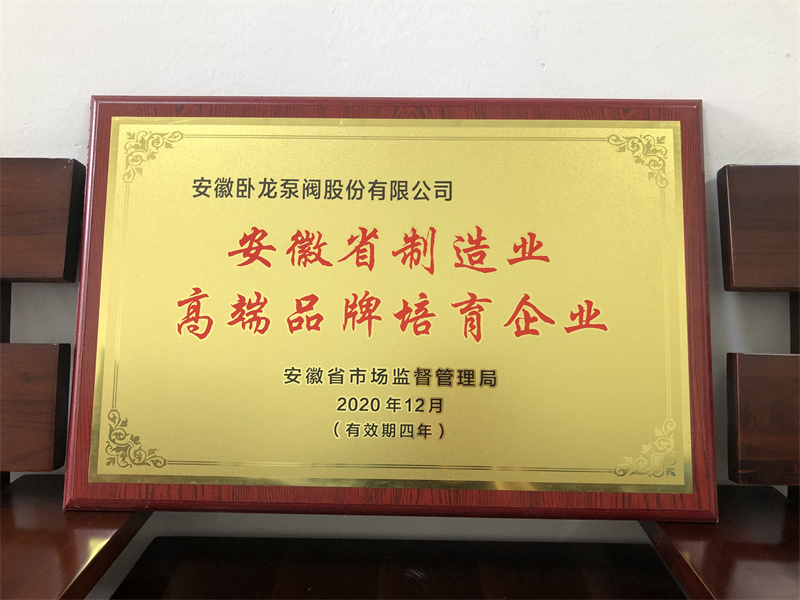 安徽卧龙泵阀股份有限公司
安徽省制造业
高端品牌培育企业
安徽省市场监督管理局
2020年12月
（有效期四年）